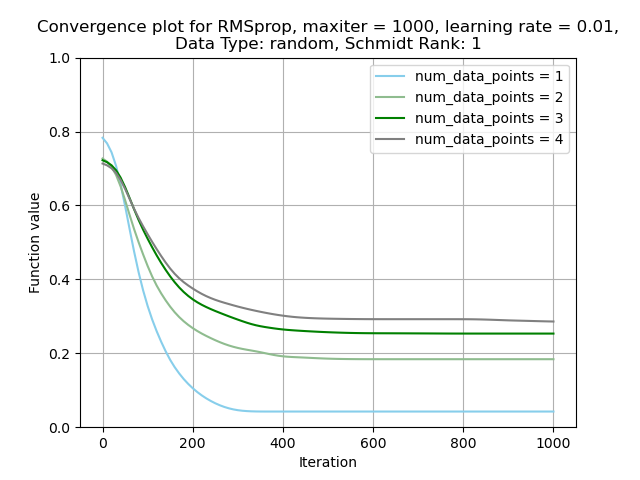 Convergence plot for RMSprop, maxiter = 1000, learning rate = 0.01,
Data Type: random, Schmidt Rank: 1
num_data_points = 1
num_data_points = 2
num_data_points = 3
num_data_points = 4
Function value
1.0
0.8
0.6
0.4
0.2
0.0
0 200 400 600 800 1000
Iteration